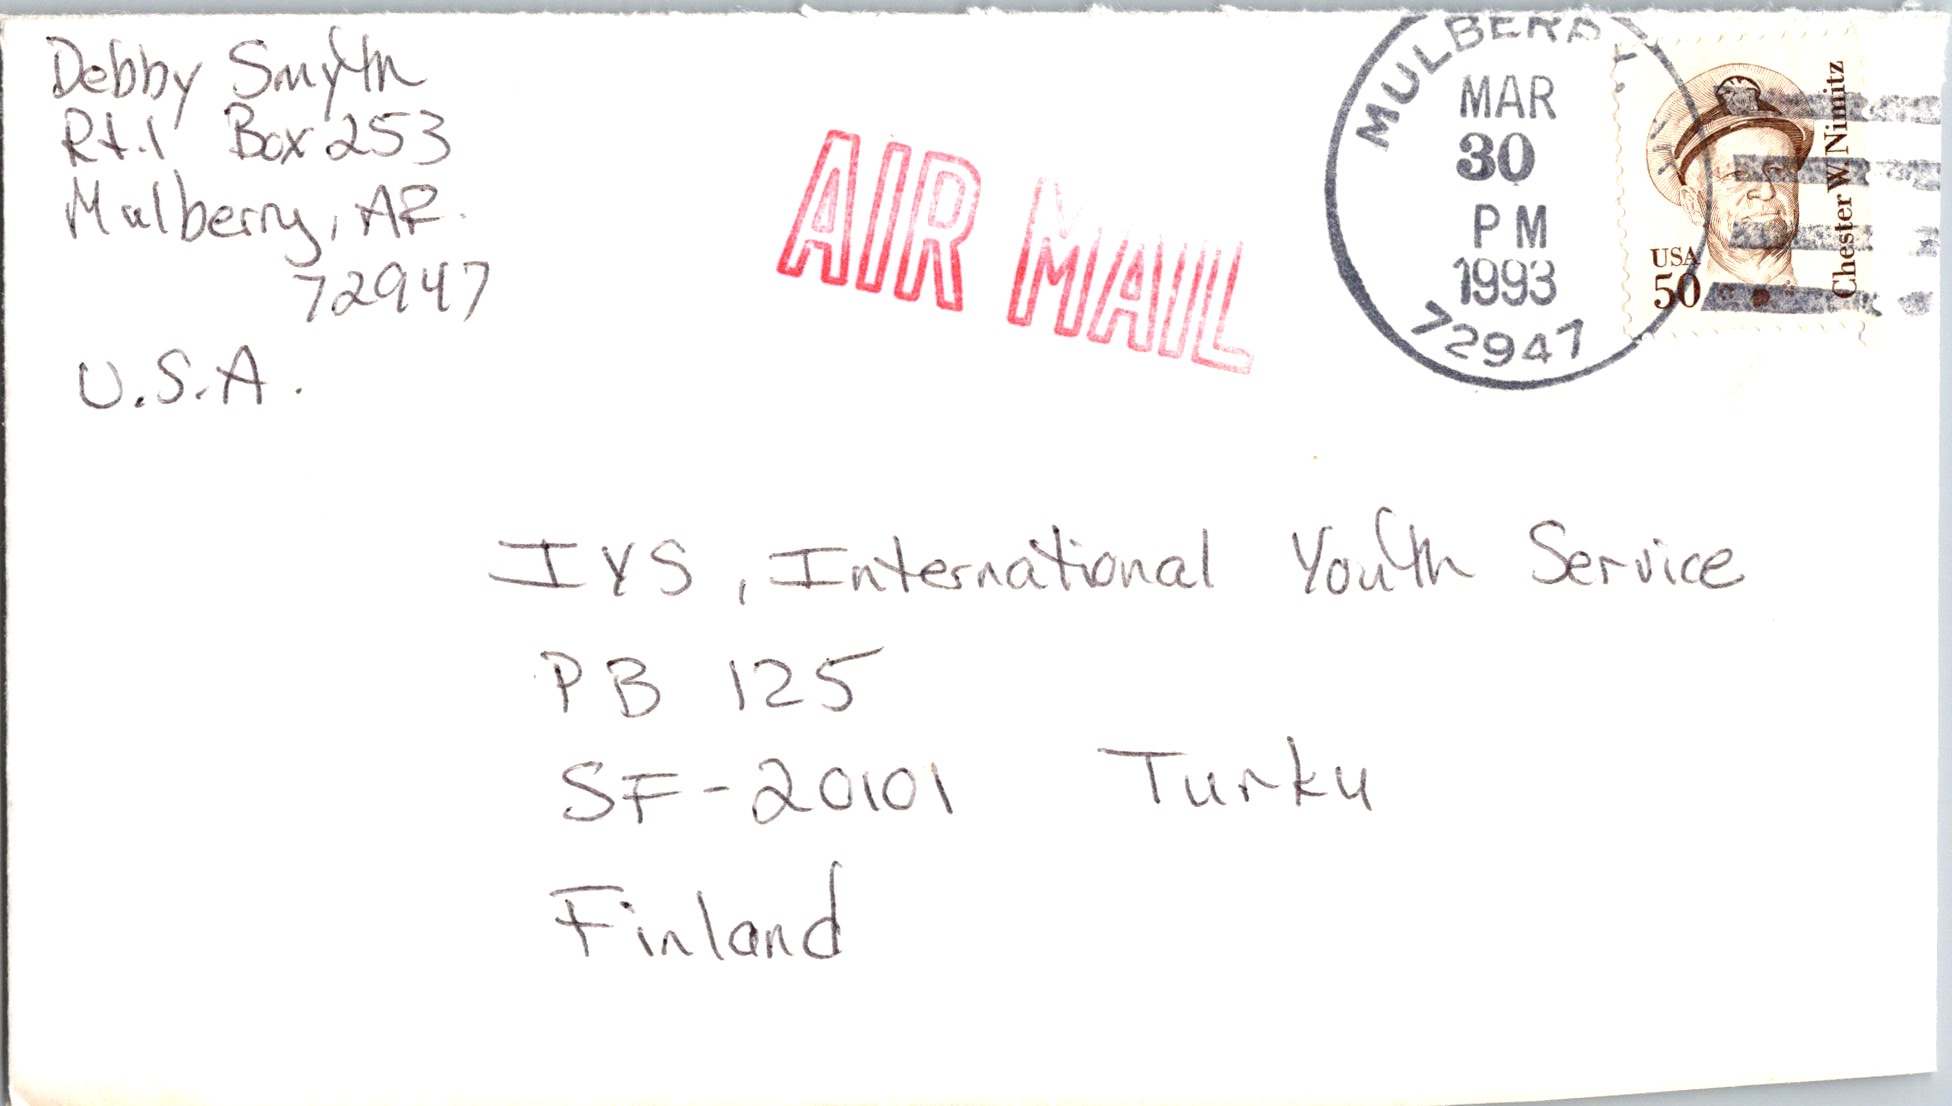 Debby Smyth
Rt.1 Box 253
Mulberry, AR.
72947
U.S.A.
AIR MAIL
MULBERRY
MAR
30
PM
1993
72947
USA
50
Chester W. Nimitz
IYS, International Youth Service
PB 125
SF-20101 Turku
Finland